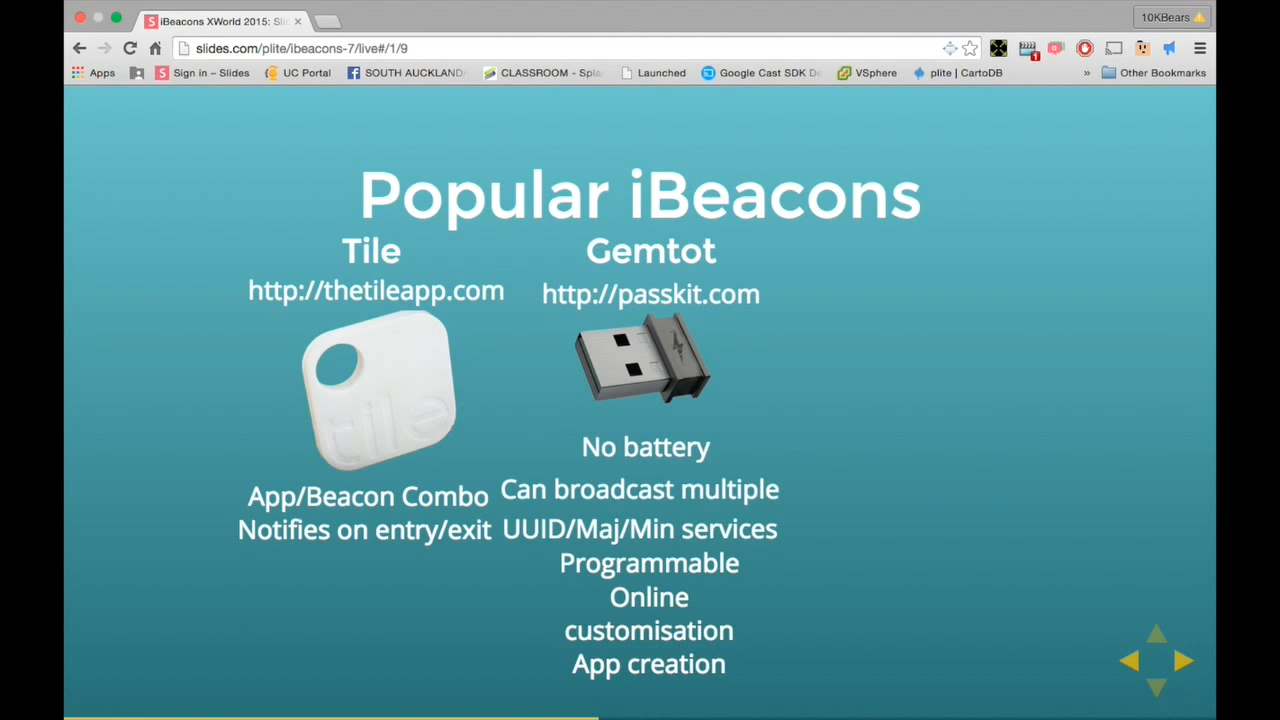 iBeacons XWorld 2015: Sli
10KBears
slides.com/plite/ibeacons-7/live#/1/9
1
Apps
Sign in – Slides
UC Portal
SOUTH AUCKLAND
CLASSROOM - Spla
Launched
Google Cast SDK De
VSphere
plite | CartoDB
»
Other Bookmarks
Popular iBeacons
Tile
http://thetileapp.com
tile
App/Beacon Combo
Notifies on entry/exit
Gemtot
http://passkit.com
No battery
Can broadcast multiple
UUID/Maj/Min services
Programmable
Online
customisation
App creation